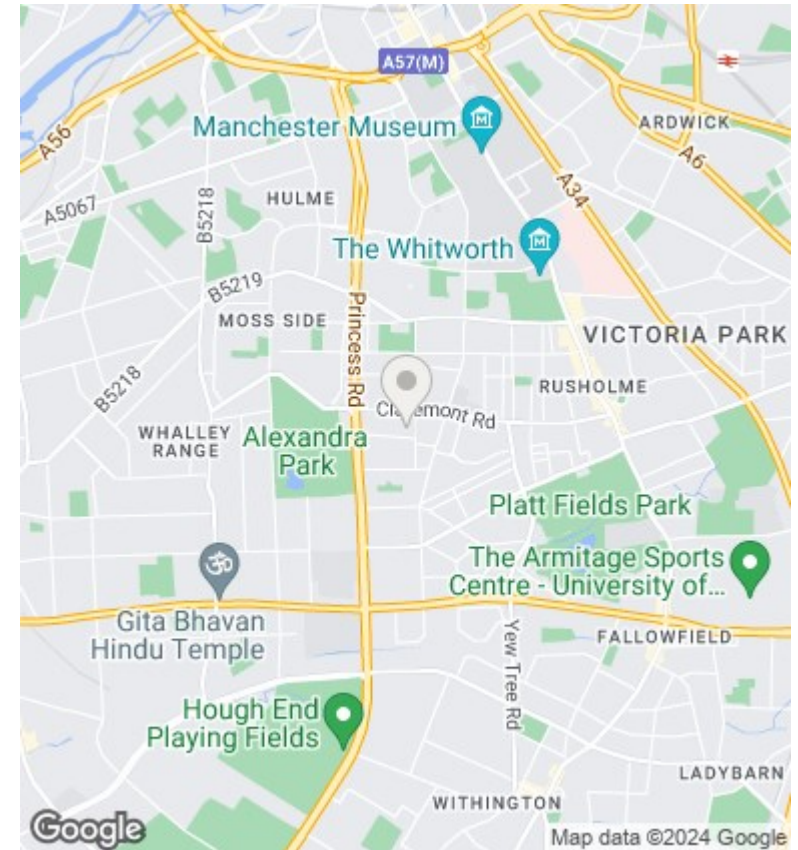 A57(M)
Manchester Museum
ARDWICK
A56
A6
A5067
B5218
HULME
A34
The Whitworth
B5219
Princess Rd
MOSS SIDE
VICTORIA PARK
B5218
RUSHOLME
Claremont Rd
WHALLEY
RANGE
Alexandra
Park
Platt Fields Park
The Armitage Sports
Centre - University of...
Gita Bhavan
Hindu Temple
FALLOWFIELD
Yew Tree Rd
Hough End
Playing Fields
LADYBARN
WITHINGTON
Google
Map data ©2024 Google